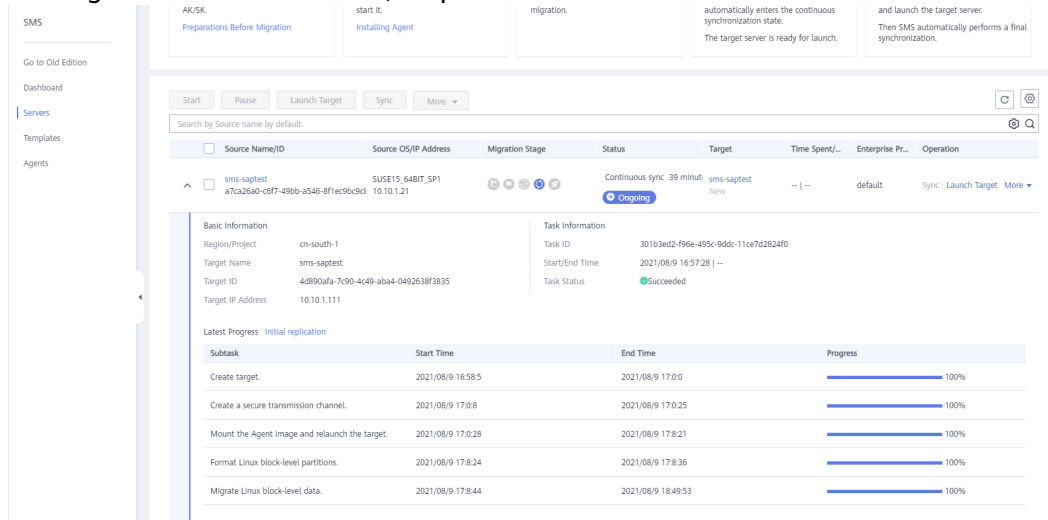 AK/SK.
start it.
migration.
automatically enters the continuous
and launch the target server.
Preparations Before Migration
Installing Agent
synchronization state.
Then SMS automatically performs a final
The target server is ready for launch.
synchronization.
SMS
Go to Old Edition
Dashboard
Servers
Templates
Agents
Start Pause Launch Target Sync More
Search by Source name by default.
Source Name/ID Source OS/IP Address Migration Stage Status Target Time Spent/... Enterprise Pr... Operation
sms-saptest SUSE15_64BIT_SP1 Continuous sync 39 minut sms-saptest
a7ca26a0-c6f7-49bb-a546-8f1ec9bc9c8 10.10.1.21 Ongoing New -- | -- default Sync | Launch Target More
Basic Information Task Information
Region/Project cn-south-1 Task ID 301b3ed2-f96e-495c-9ddc-11ce7d2824f0
Target Name sms-saptest Start/End Time 2021/08/9 16:57:28 | --
Target ID 4d890afa-7c90-4c49-aba4-0492638f3835 Task Status Succeeded
Target IP Address 10.10.1.111
Latest Progress Initial replication
Subtask Start Time End Time Progress
Create target. 2021/08/9 16:58:5 2021/08/9 17:0:0 100%
Create a secure transmission channel. 2021/08/9 17:0:8 2021/08/9 17:0:25 100%
Mount the Agent image and relaunch the target. 2021/08/9 17:0:28 2021/08/9 17:8:21 100%
Format Linux block-level partitions. 2021/08/9 17:8:24 2021/08/9 17:8:36 100%
Migrate Linux block-level data. 2021/08/9 17:8:44 2021/08/9 18:49:53 100%